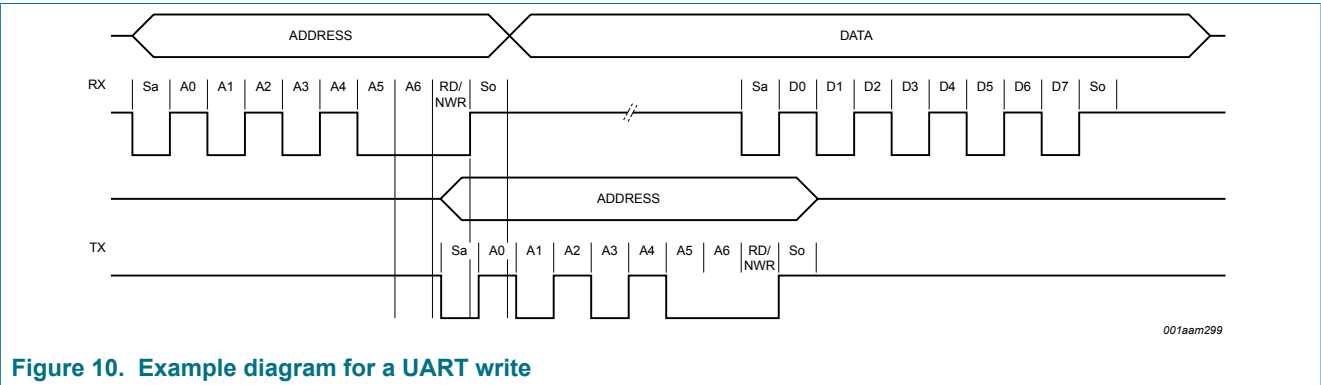 ADDRESS DATA
RX Sa A0 A1 A2 A3 A4 A5 A6 RD/ So Sa D0 D1 D2 D3 D4 D5 D6 D7 So
NWR
ADDRESS
TX Sa A0 A1 A2 A3 A4 A5 A6 RD/ So
NWR
001aam299
Figure 10. Example diagram for a UART write